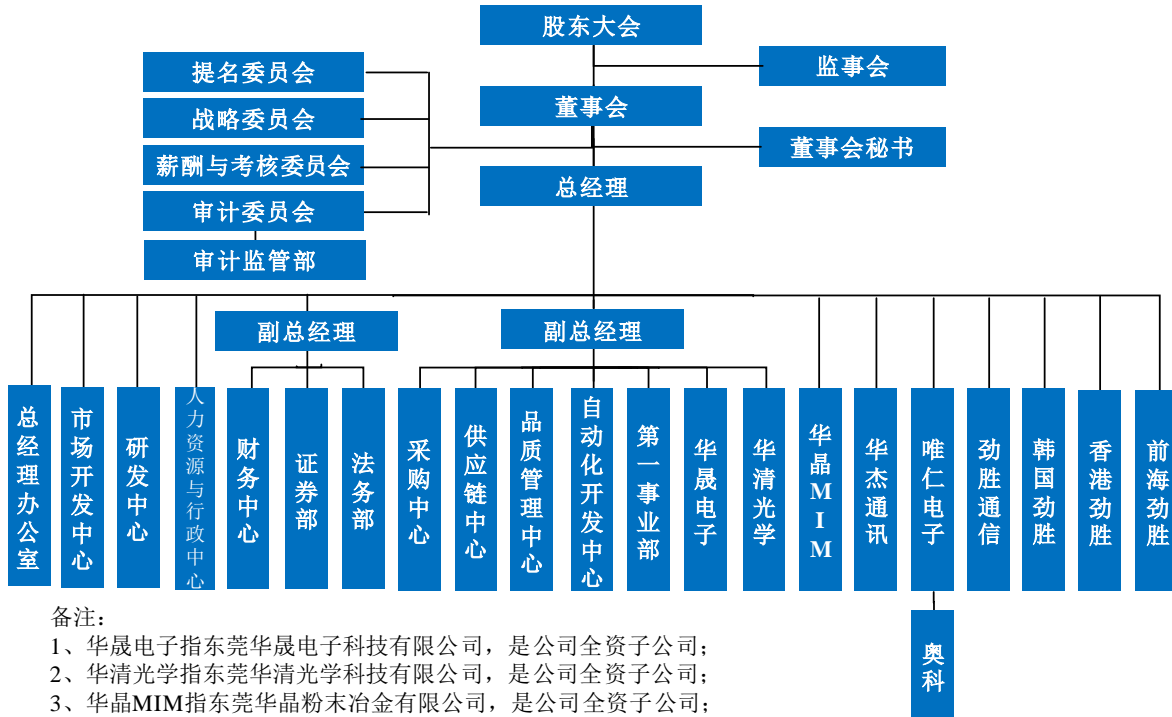 股东大会
监事会
提名委员会
董事会
战略委员会
董事会秘书
薪酬与考核委员会
总经理
审计委员会
审计监管部
副总经理
副总经理
总经理办公室
市场开发中心
研发中心
人力资源与行政中心
财务中心
证券部
法务部
采购中心
供应链中心
品质管理中心
自动化开发中心
第一事业部
华晟电子
华清光学
华晶MIM
华杰通讯
唯仁电子
劲胜通信
韩国劲胜
香港劲胜
前海劲胜
奥科
备注：
1、华晟电子指东莞华晟电子科技有限公司，是公司全资子公司；
2、华清光学指东莞华清光学科技有限公司，是公司全资子公司；
3、华晶MIM指东莞华晶粉末冶金有限公司，是公司全资子公司；